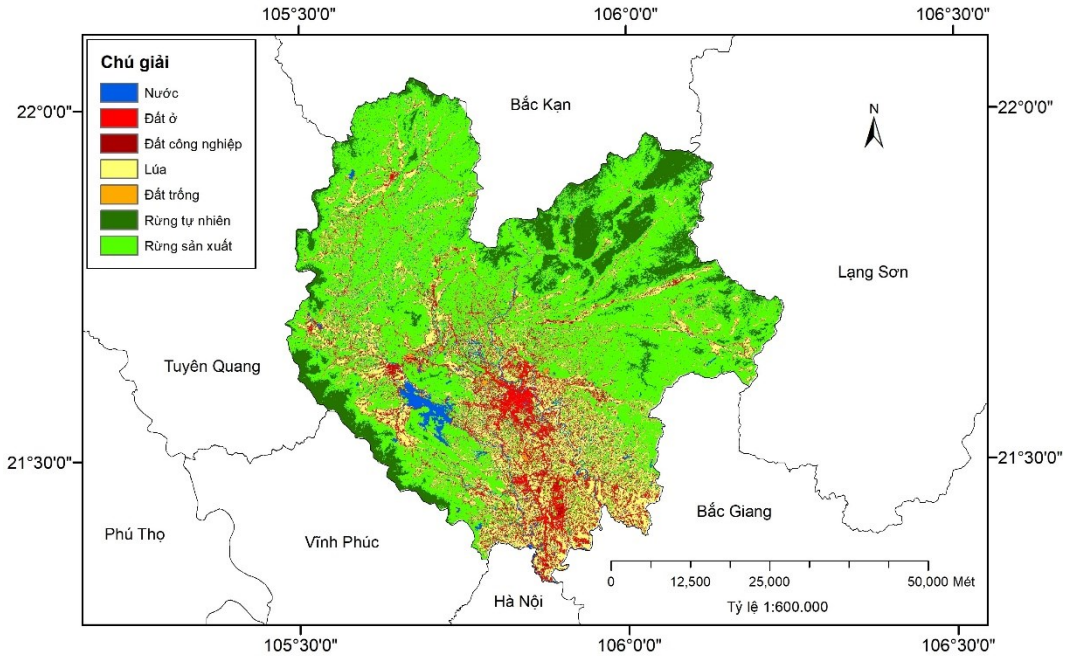 105°30'0"
106°0'0"
106°30'0"
Chú giải
Nước
Đất ở
Đất công nghiệp
Lúa
Đất trống
Rừng tự nhiên
Rừng sản xuất
22°0'0"
22°0'0"
Bắc Kạn
N
Lạng Sơn
Tuyên Quang
21°30'0"
21°30'0"
Bắc Giang
Phú Thọ
Vĩnh Phúc
Hà Nội
0
12,500
25,000
50,000 Mét
Tỷ lệ 1:600.000
105°30'0"
106°0'0"
106°30'0"